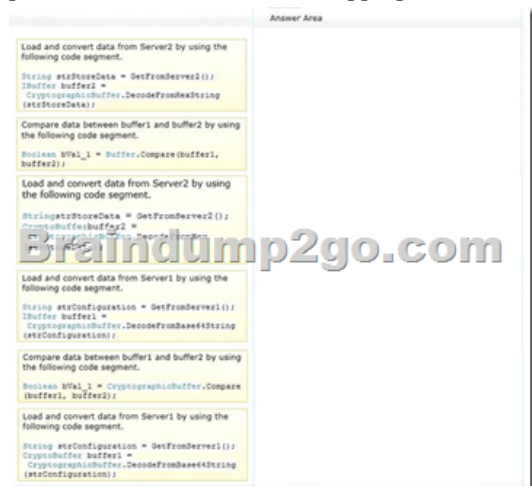 Answer Area
Load and convert data from Server2 by using the
following code segment.
String strStoreData = GetFromServer2();
IBuffer buffer2 =
CryptographicBuffer.DecodeFromHexString
(strStoreData);
Compare data between buffer1 and buffer2 by using
the following code segment.
Boolean bVal_1 = Buffer.Compare(buffer1,
buffer2);
Load and convert data from Server2 by using
the following code segment.
StringstrStoreData = GetFromServer2();
CryptoBufferbuffer2 =
Braindump2go.com
Load and convert data from Server1 by using the
following code segment.
String strConfiguration = GetFromServer1();
IBuffer buffer1 =
CryptographicBuffer.DecodeFromBase64String
(strConfiguration);
Compare data between buffer1 and buffer2 by using
the following code segment.
Boolean bVal_1 = CryptographicBuffer.Compare
(buffer1, buffer2);
Load and convert data from Server1 by using the
following code segment.
String strConfiguration = GetFromServer1();
CryptoBuffer buffer1 =
CryptographicBuffer.DecodeFromBase64String
(strConfiguration);